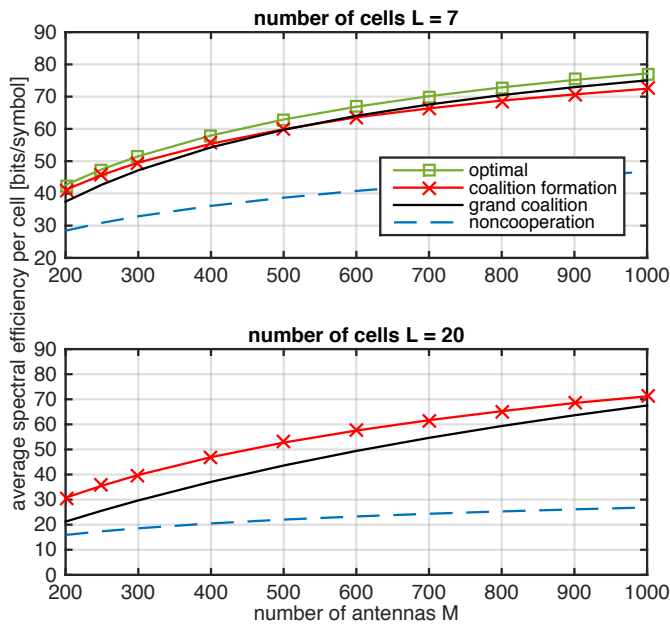 number of cells L = 7
90
80
70
60
50
40
30
20
optimal
coalition formation
grand coalition
noncooperation
200 300 400 500 600 700 800 900 1000
average spectral efficiency per cell [bits/symbol]
number of cells L = 20
90
80
70
60
50
40
30
20
10
0
200 300 400 500 600 700 800 900 1000
number of antennas M